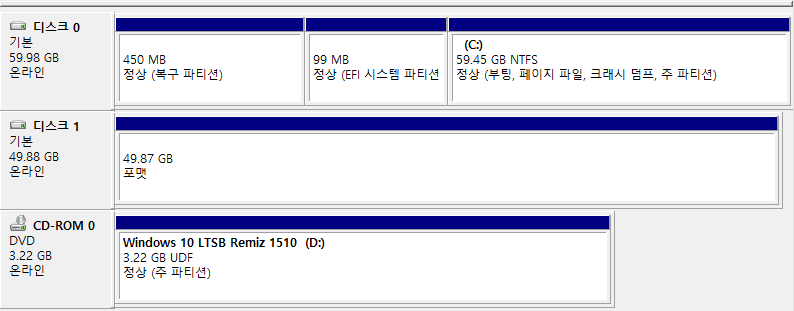 디스크 0
기본
59.98 GB
온라인
450 MB
정상 (복구 파티션)
99 MB
정상 (EFI 시스템 파티션
(C:)
59.45 GB NTFS
정상 (부팅, 페이지 파일, 크래시 덤프, 주 파티션)
디스크 1
기본
49.88 GB
온라인
49.87 GB
포맷
CD-ROM 0
DVD
3.22 GB
온라인
Windows 10 LTSB Remiz 1510 (D:)
3.22 GB UDF
정상 (주 파티션)